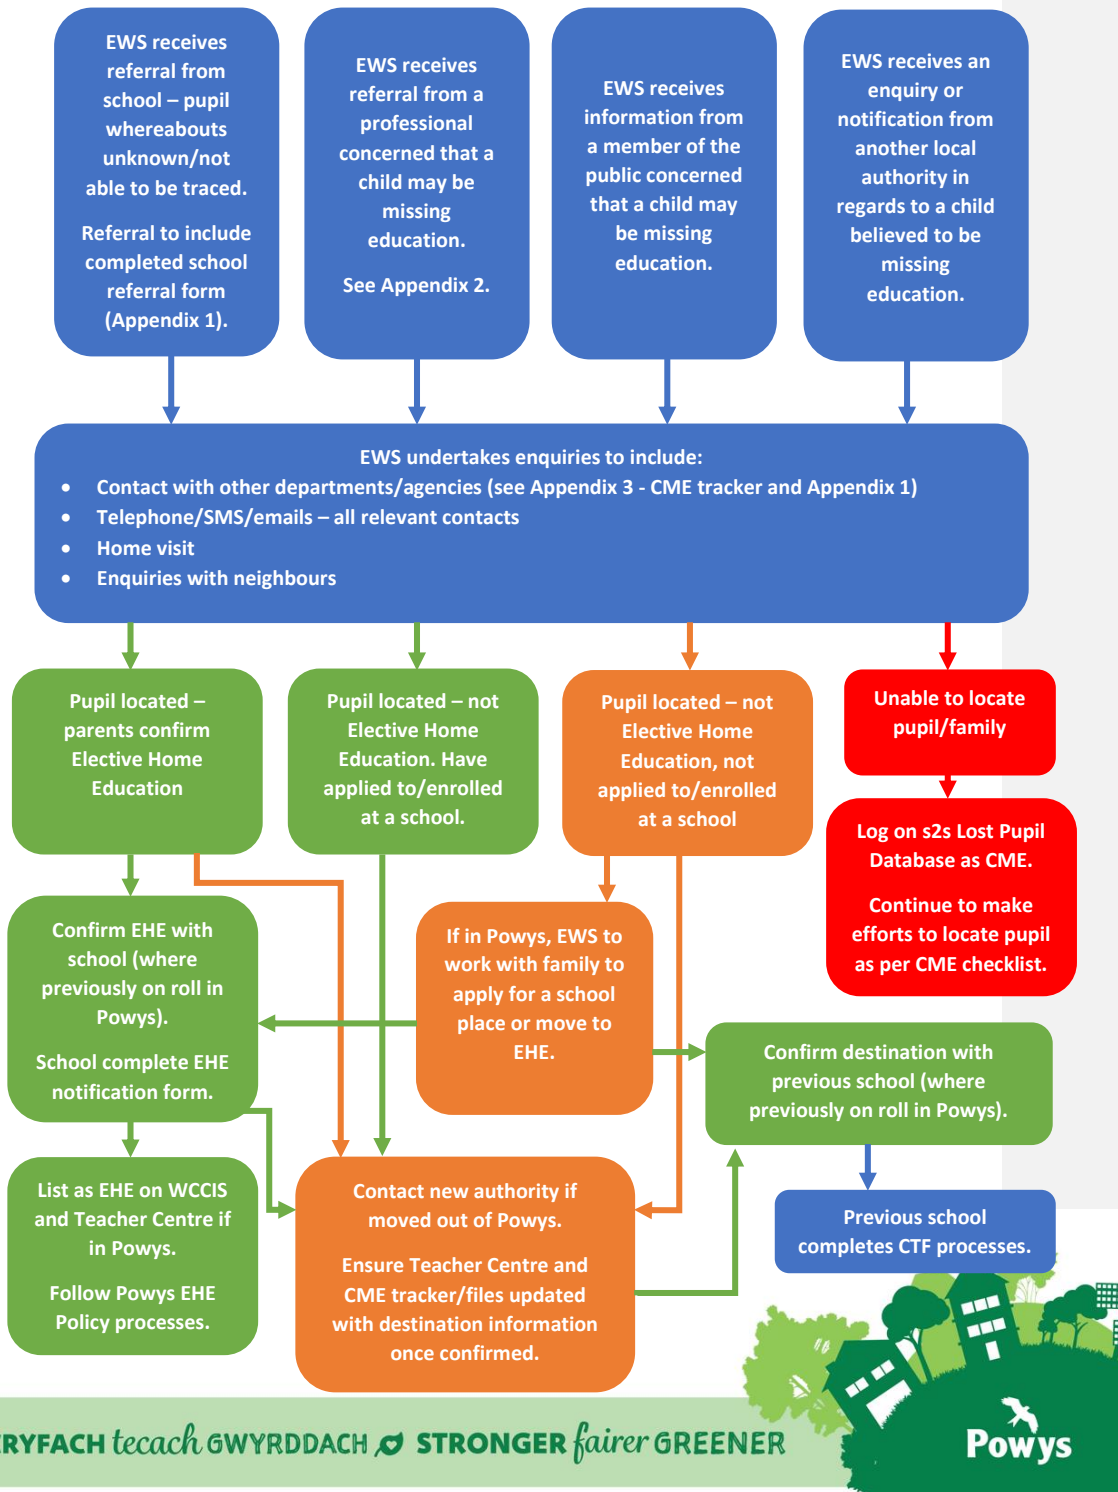 EWS receives
referral from
school – pupil
whereabouts
unknown/not
able to be traced.
Referral to include
completed school
referral form
(Appendix 1).
EWS receives
referral from a
professional
concerned that a
child may be
missing
education.
See Appendix 2.
EWS receives
information from
a member of the
public concerned
that a child may
be missing
education.
EWS receives an
enquiry or
notification from
another local
authority in
regards to a child
believed to be
missing
education.
EWS undertakes enquiries to include:
• Contact with other departments/agencies (see Appendix 3 - CME tracker and Appendix 1)
• Telephone/SMS/emails – all relevant contacts
• Home visit
• Enquiries with neighbours
Pupil located –
parents confirm
Elective Home
Education
Pupil located – not
Elective Home
Education. Have
applied to/enrolled
at a school.
Pupil located – not
Elective Home
Education, not
applied to/enrolled
at a school
Unable to locate
pupil/family
Log on s2s Lost Pupil
Database as CME.
Continue to make
efforts to locate pupil
as per CME checklist.
Confirm EHE with
school (where
previously on roll in
Powys).
School complete EHE
notification form.
If in Powys, EWS to
work with family to
apply for a school
place or move to
EHE.
Confirm destination with
previous school (where
previously on roll in Powys).
List as EHE on WCCIS
and Teacher Centre if
in Powys.
Follow Powys EHE
Policy processes.
Contact new authority if
moved out of Powys.
Ensure Teacher Centre and
CME tracker/files updated
with destination information
once confirmed.
Previous school
completes CTF processes.
RYFACH tecach GWYRDDACH STRONGER fairer GREENER
Powys